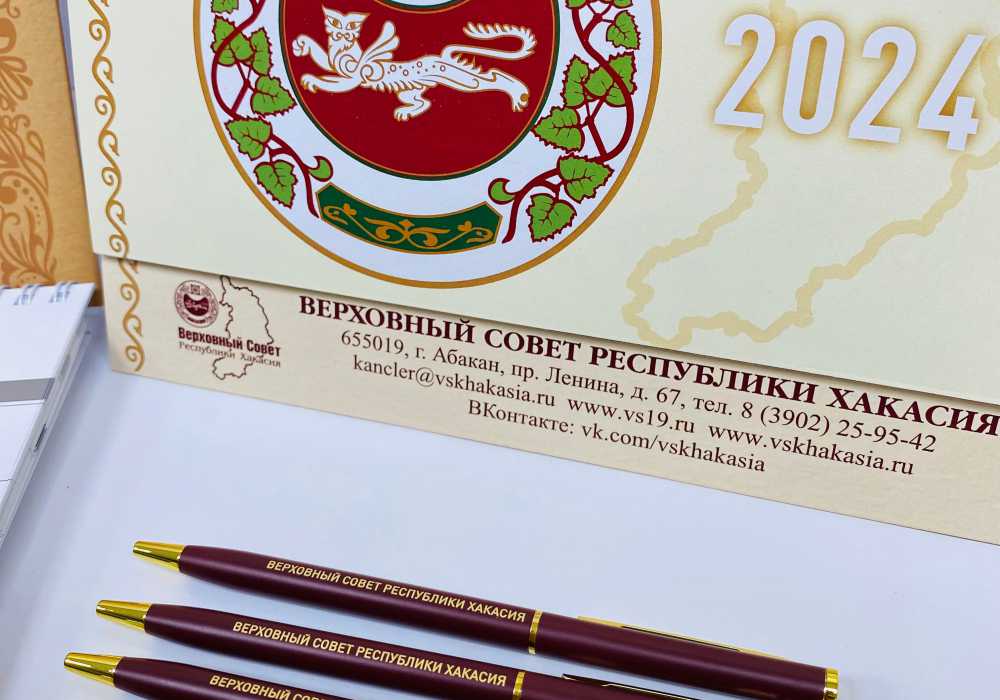 2024
ВЕРХОВНЫЙ СОВЕТ РЕСПУБЛИКИ ХАКАСИЯ
655019, г. Абакан, пр. Ленина, д. 67, тел. 8 (3902) 25-95-42
kancler@vskhakasia.ru www.vs19.ru www.vskhakasia.ru
ВКонтакте: vk.com/vskhakasia
Верховный Совет
Республики Хакасия
ВЕРХОВНЫЙ СОВЕТ РЕСПУБЛИКИ ХАКАСИЯ
ВЕРХОВНЫЙ СОВЕТ РЕСПУБЛИКИ ХАКАСИЯ
ВЕРХОВНЫЙ СОВЕТ